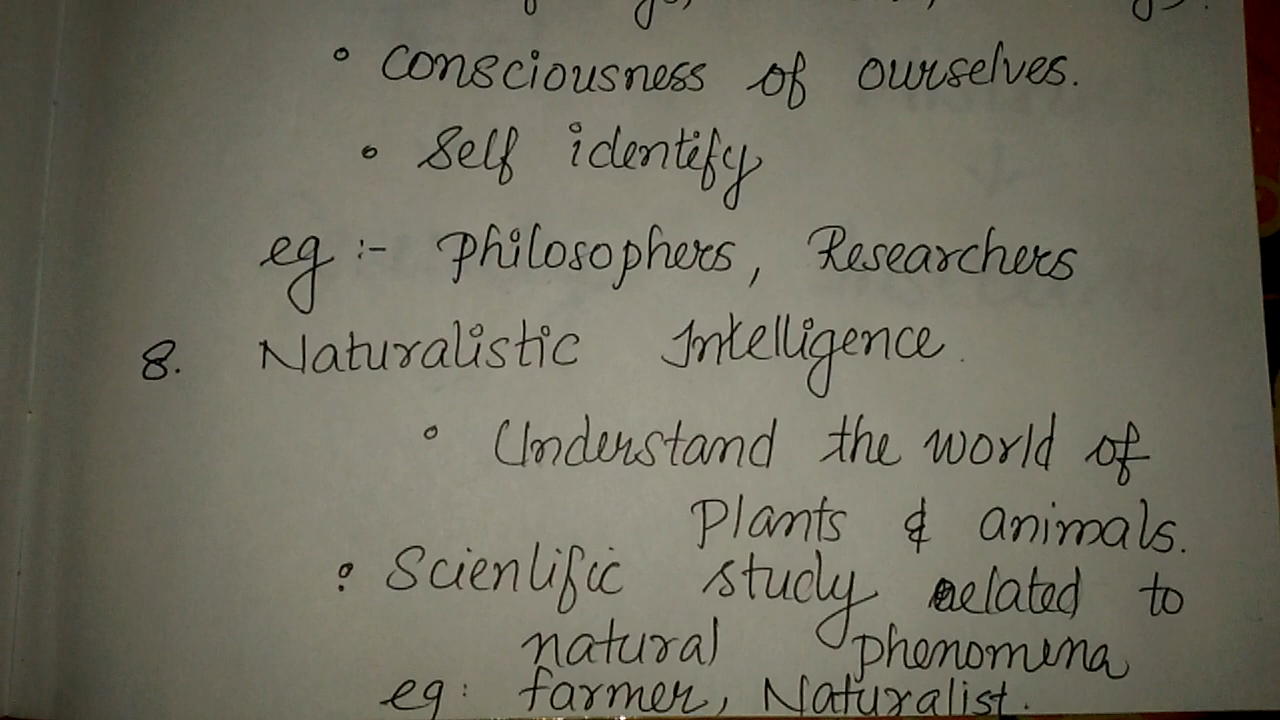 ° Consciousness of ourselves.
• Self identify
eg :- Philosophers, Researchers
8. Naturalistic Intelligence.
° Understand the world of
Plants & animals.
• Scientific study related to
natural phenomena
eg: farmer, Naturalist.